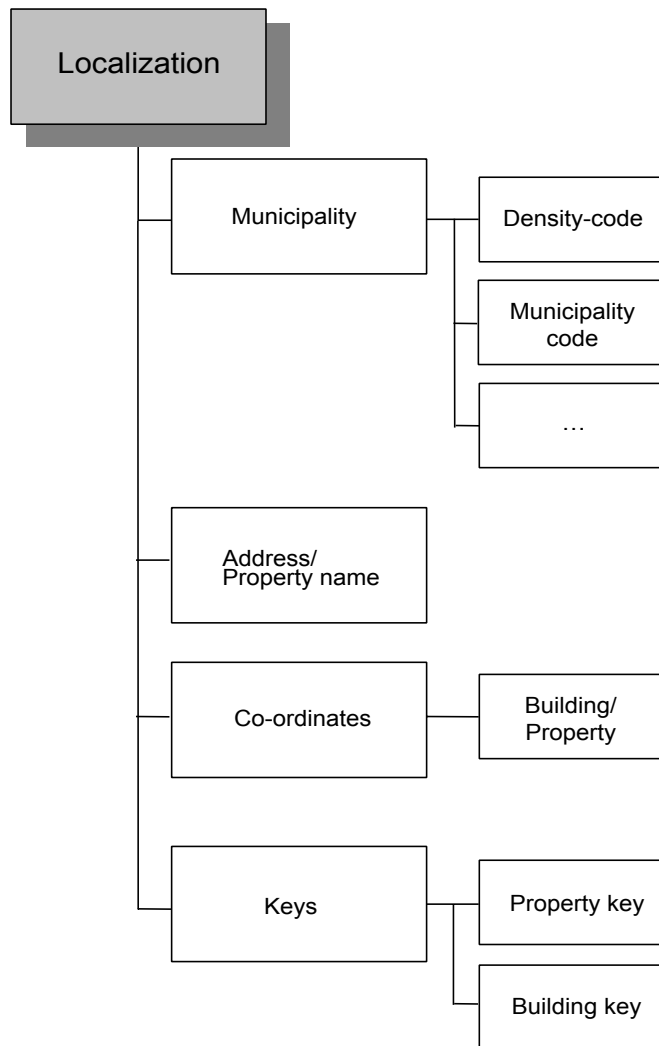 Localization
Municipality
Density-code
Municipality
code
…
Address/
Property name
Co-ordinates
Building/
Property
Keys
Property key
Building key